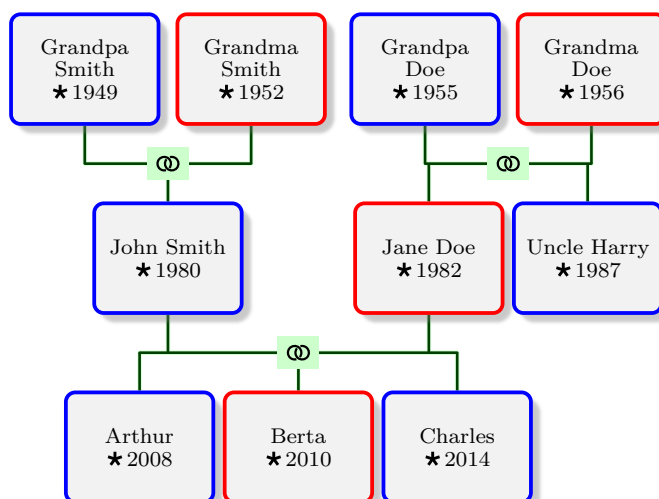 Grandpa
Smith
★ 1949
Grandma
Smith
★ 1952
Grandpa
Doe
★ 1955
Grandma
Doe
★ 1956
John Smith
★ 1980
Jane Doe
★ 1982
Uncle Harry
★ 1987
Arthur
★ 2008
Berta
★ 2010
Charles
★ 2014